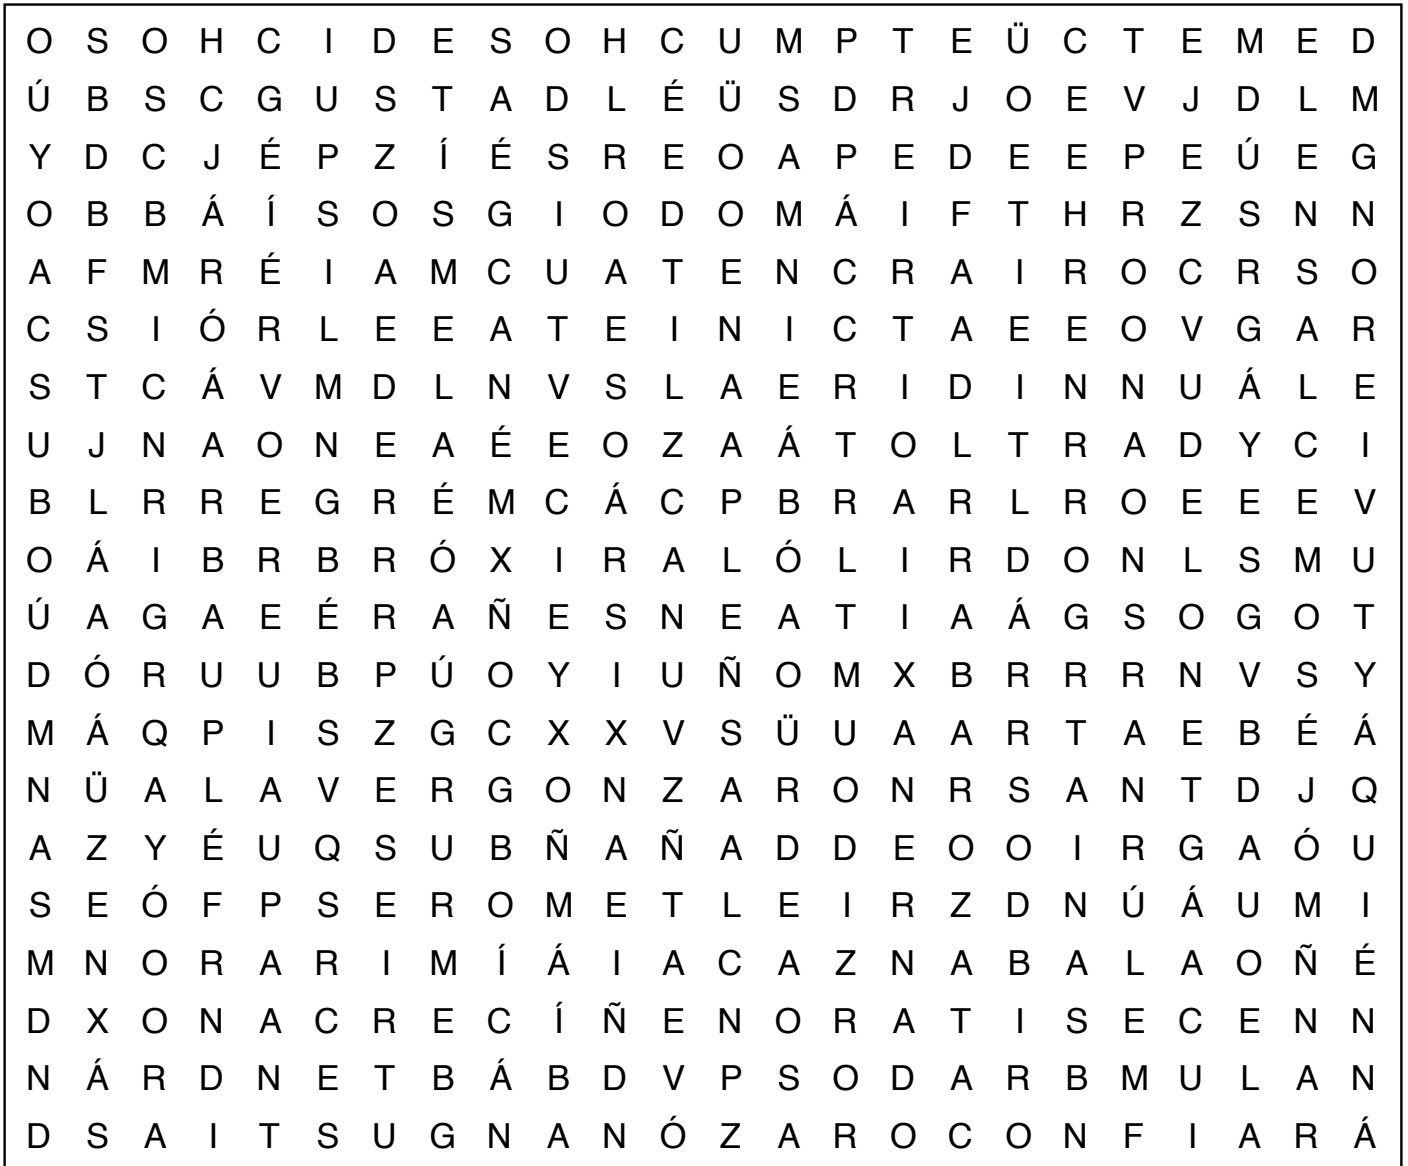 O S O H C I D E S O H C U M P T E Ü C T E M E D
Ú B S C G U S T A D L É Ü S D R J O E V J D L M
Y D C J É P Z Í É S R E O A P E D E E P E Ú E G
O B B Á Í S O S G I O D O M Á I F T H R Z S N N
A F M R É I A M C U A T E N C R A I R O C R S O
C S I Ó R L E E A T E I N I C T A E E O V G A R
S T C Á V M D L N V S L A E R I D I N N U Á L E
U J N A O N E A É E O Z A Á T O L T R A D Y C I
B L R R E G R É M C Á C P B R A R L R O E E E V
O Á I B R B R Ó X I R A L Ó L I R D O N L S M U
Ú A G A E É R A Ñ E S N E A T I A Á G S O G O T
D Ó R U U B P Ú O Y I U Ñ O M X B R R R N V S Y
M Á Q P I S Z G C X X V S Ü U A A R T A E B É Á
N Ü A L A V E R G O N Z A R O N R S A N T D J Q
A Z Y É U Q S U B Ñ A Ñ A D D E O O I R G A Ó U
S E Ó F P S E R O M E T L E I R Z D N Ú Á U M I
M N O R A R I M Í Á I A C A Z N A B A L A O Ñ É
D X O N A C R E C Í Ñ E N O R A T I S E C E N N
N Á R D N E T B Á B D V P S O D A R B M U L A N
D S A I T S U G N A N Ó Z A R O C O N F I A R Á